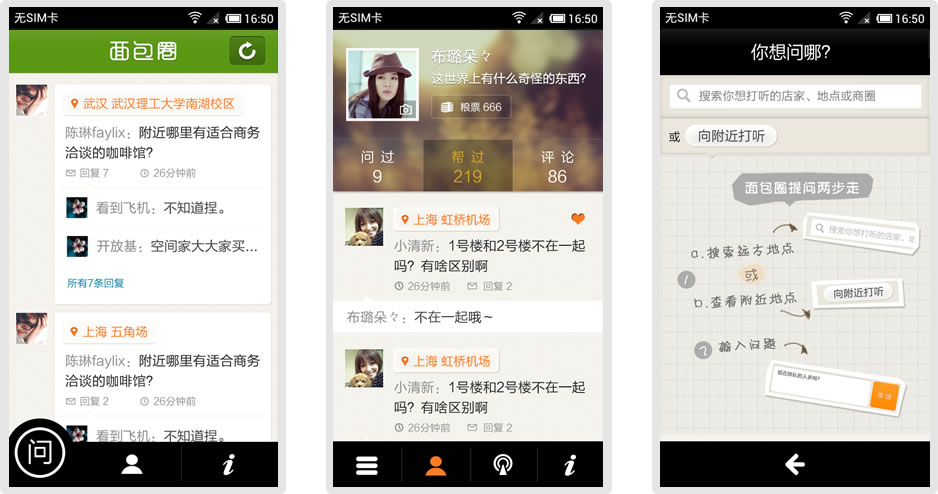 无SIM卡 16:50
面包圈
武汉 武汉理工大学南湖校区
陈琳faylix：附近哪里有适合商务
洽谈的咖啡馆？
回复 7 26分钟前
看到飞机：不知道捏。
开放基：空间家大大家买...
所有7条回复
上海 五角场
陈琳faylix：附近哪里有适合商务
洽谈的咖啡馆？
回复 2 26分钟前
看到飞机：不知道捏。
问
无SIM卡 16:50
布璐朵々
这世界上有什么奇怪的东西?
粮票 666
问过 帮过 评论
9 219 86
上海 虹桥机场
小清新：1号楼和2号楼不在一起
吗？有啥区别啊
26分钟前 回复 2
布璐朵々：不在一起哦～
上海 虹桥机场
小清新：1号楼和2号楼不在一起
吗？有啥区别啊
26分钟前 回复 2
无SIM卡 16:50
你想问哪?
搜索你想打听的店家、地点或商圈
或 向附近打听
面包圈提问两步走
搜索你想打听的店家、地
a.搜索远方地点
1 或
向附近打听
b.查看附近地点
2 输入问题
现在排队的人多吗?
发送